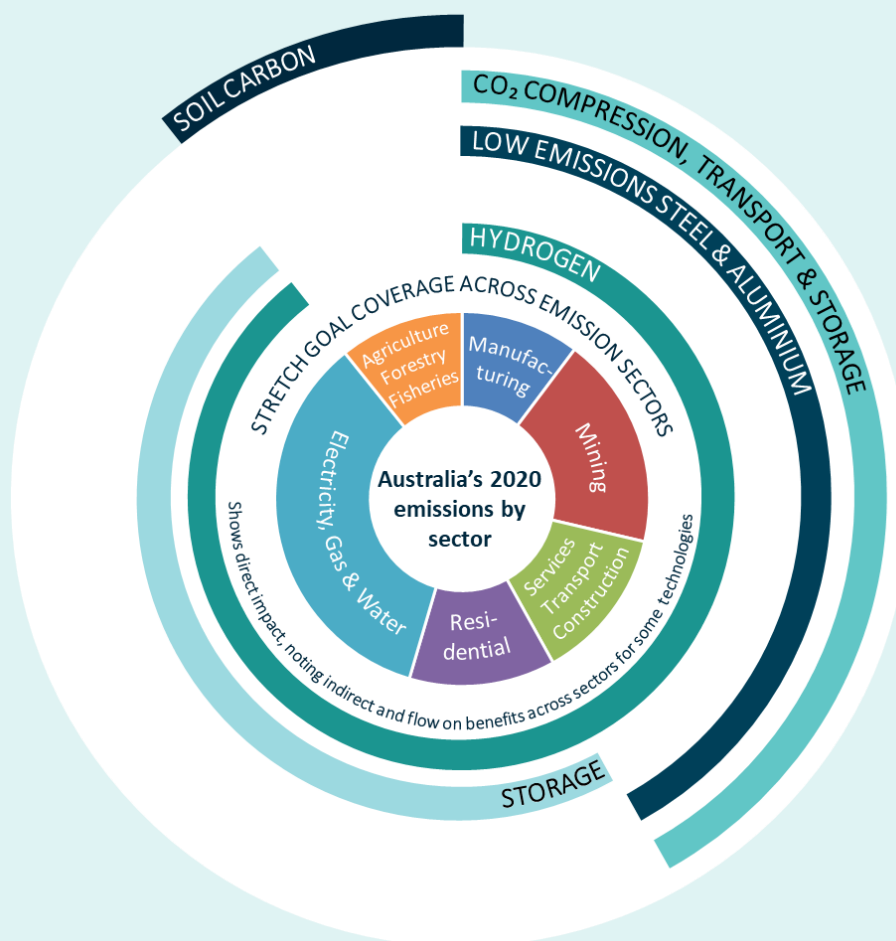 SOIL CARBON
CO₂ COMPRESSION, TRANSPORT & STORAGE
LOW EMISSIONS STEEL & ALUMINIUM
HYDROGEN
STRETCH GOAL COVERAGE ACROSS EMISSION SECTORS
Agriculture
Forestry
Fisheries
Manufac-
turing
Mining
Services
Transport
Construction
Resi-
dential
Electricity, Gas & Water
Australia's 2020
emissions by
sector
Shows direct impact, noting indirect and flow on benefits across sectors for some technologies
STORAGE